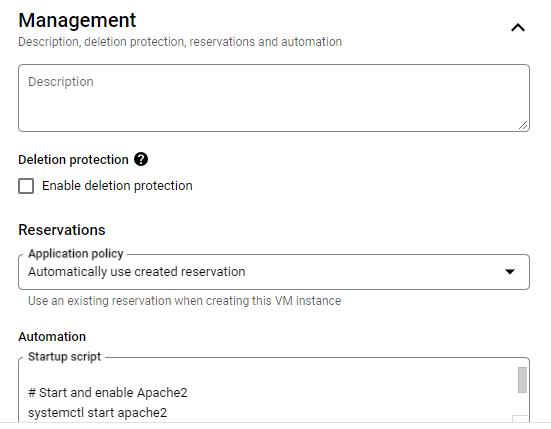 Management
Description, deletion protection, reservations and automation
Description
Deletion protection ?
Enable deletion protection
Reservations
Application policy
Automatically use created reservation
Use an existing reservation when creating this VM instance
Automation
Startup script
# Start and enable Apache2
systemctl start apache2